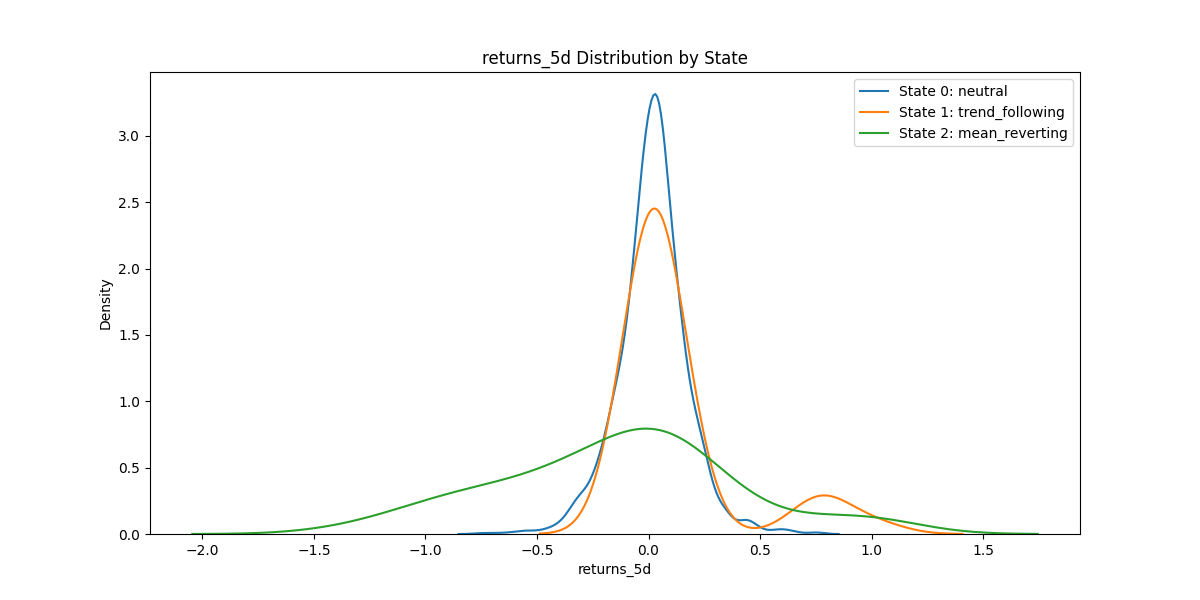 returns_5d Distribution by State
State 0: neutral
State 1: trend_following
State 2: mean_reverting
Density
3.0
2.5
2.0
1.5
1.0
0.5
0.0
−2.0 −1.5 −1.0 −0.5 0.0 0.5 1.0 1.5
returns_5d